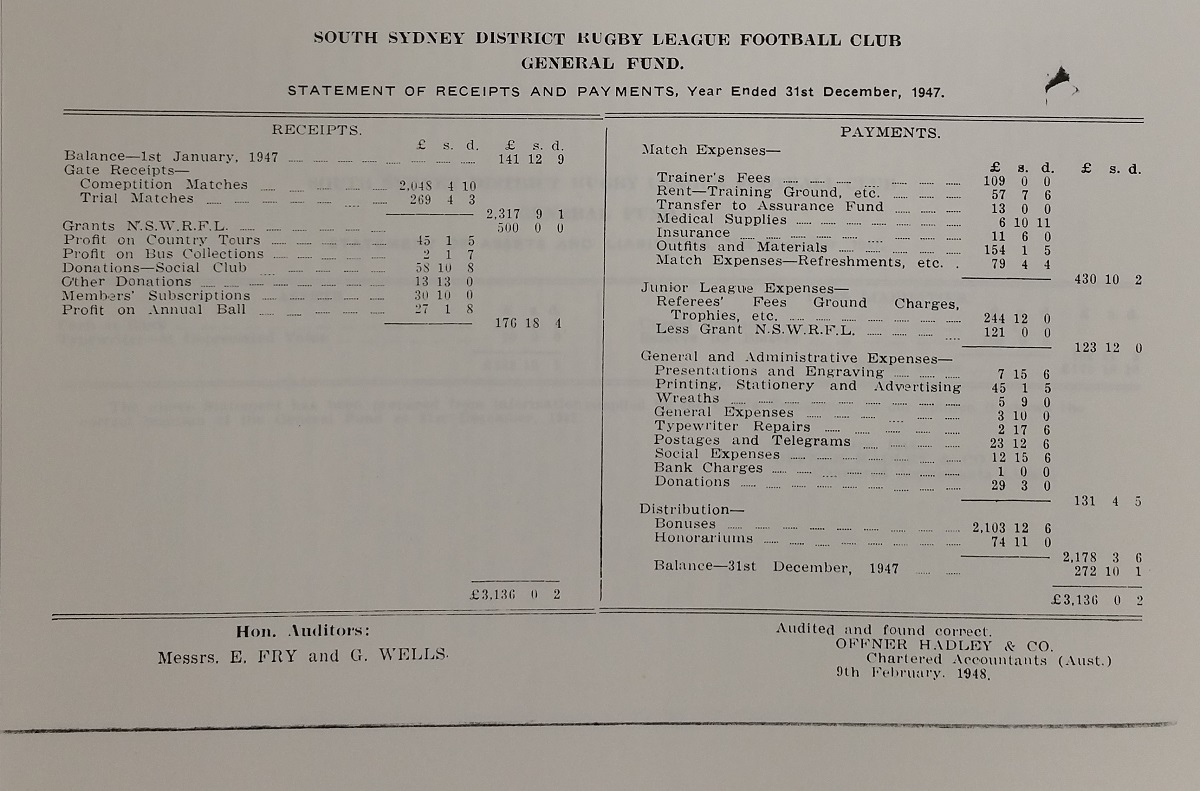 SOUTH SYDNEY DISTRICT RUGBY LEAGUE FOOTBALL CLUB
GENERAL FUND.
STATEMENT OF RECEIPTS AND PAYMENTS, Year Ended 31st December, 1947.
RECEIPTS.
£ s. d. £ s. d.
Balance—1st January, 1947 141 12 9
Gate Receipts—
Comeptition Matches 2,048 4 10
Trial Matches 269 4 3
2,317 9 1
Grants N.S.W.R.F.L. 500 0 0
Profit on Country Tours 45 1 5
Profit on Bus Collections 2 1 7
Donations—Social Club 58 10 8
Other Donations 13 13 0
Members' Subscriptions 30 10 0
Profit on Annual Ball 27 1 8
176 18 4
£3,136 0 2
PAYMENTS.
Match Expenses—
£ s. d. £ s. d.
Trainer's Fees 109 0 0
Rent—Training Ground, etc. 57 7 6
Transfer to Assurance Fund 13 0 0
Medical Supplies 6 10 11
Insurance 11 6 0
Outfits and Materials 154 1 5
Match Expenses—Refreshments, etc. . 79 4 4
430 10 2
Junior League Expenses—
Referees' Fees Ground Charges,
Trophies, etc. 244 12 0
Less Grant N.S.W.R.F.L. 121 0 0
123 12 0
General and Administrative Expenses—
Presentations and Engraving 7 15 6
Printing, Stationery and Advertising 45 1 5
Wreaths 5 9 0
General Expenses 3 10 0
Typewriter Repairs 2 17 6
Postages and Telegrams 23 12 6
Social Expenses 12 15 6
Bank Charges 1 0 0
Donations 29 3 0
131 4 5
Distribution—
Bonuses 2,103 12 6
Honorariums 74 11 0
2,178 3 6
Balance—31st December, 1947 272 10 1
£3,136 0 2
Hon. Auditors:
Messrs. E. FRY and G. WELLS.
Audited and found correct.
OFFNER HADLEY & CO.
Chartered Accountants (Aust.)
9th February. 1948.